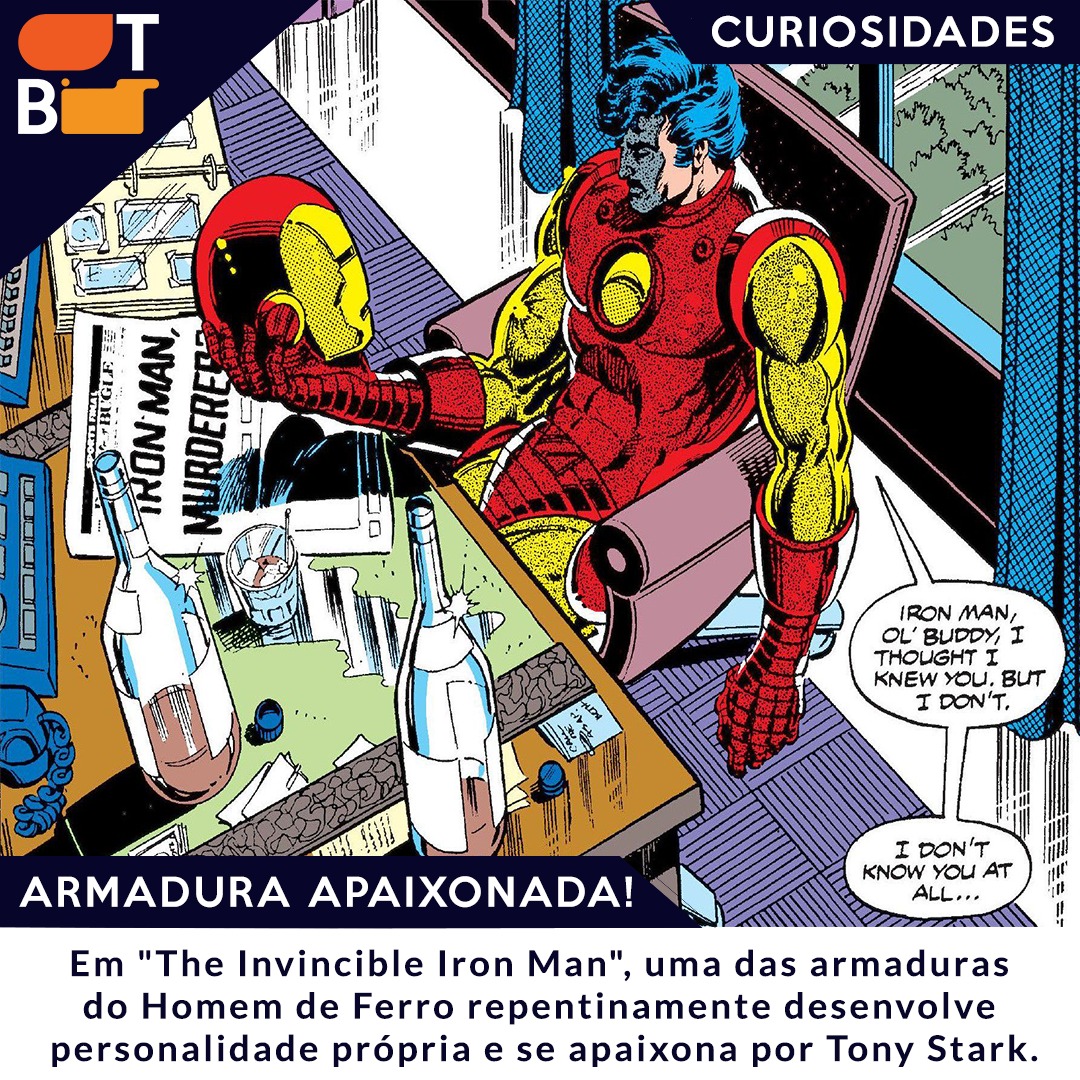 T
B
CURIOSIDADES
BUGLE
IRON MAN,
MURDERER
IRON MAN,
OL' BUDDY, I
THOUGHT I
KNEW YOU. BUT
I DON'T.
I DON'T
KNOW YOU AT
ALL...
ARMADURA APAIXONADA!
Em "The Invincible Iron Man", uma das armaduras
do Homem de Ferro repentinamente desenvolve
personalidade própria e se apaixona por Tony Stark.